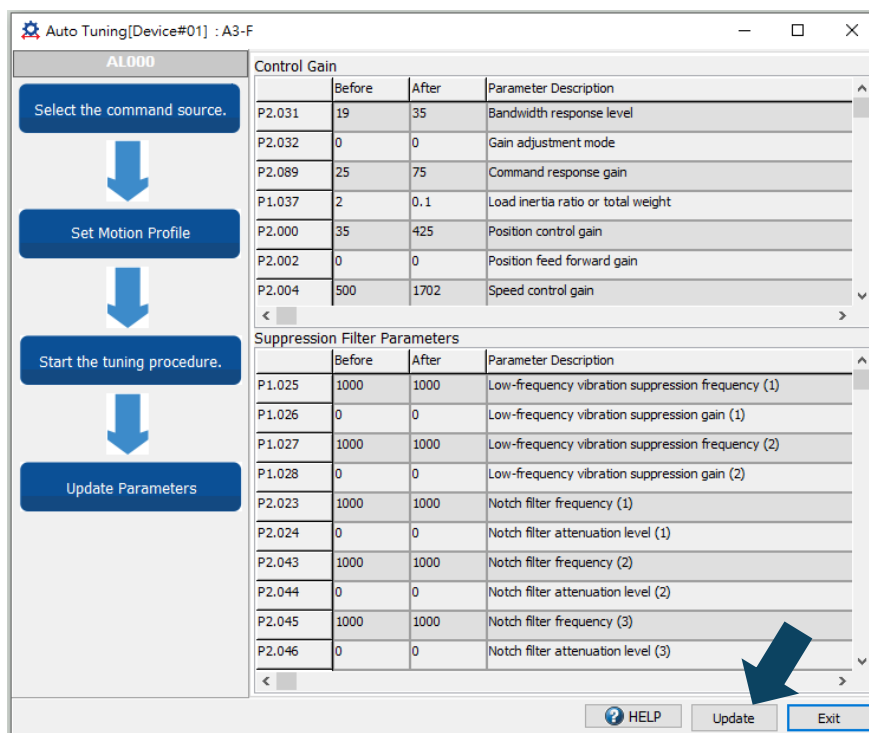 Auto Tuning[Device#01] : A3-F
AL000
Select the command source.
Set Motion Profile
Start the tuning procedure.
Update Parameters
Control Gain
Before After Parameter Description
P2.031 19 35 Bandwidth response level
P2.032 0 0 Gain adjustment mode
P2.089 25 75 Command response gain
P1.037 2 0.1 Load inertia ratio or total weight
P2.000 35 425 Position control gain
P2.002 0 0 Position feed forward gain
P2.004 500 1702 Speed control gain
Suppression Filter Parameters
Before After Parameter Description
P1.025 1000 1000 Low-frequency vibration suppression frequency (1)
P1.026 0 0 Low-frequency vibration suppression gain (1)
P1.027 1000 1000 Low-frequency vibration suppression frequency (2)
P1.028 0 0 Low-frequency vibration suppression gain (2)
P2.023 1000 1000 Notch filter frequency (1)
P2.024 0 0 Notch filter attenuation level (1)
P2.043 1000 1000 Notch filter frequency (2)
P2.044 0 0 Notch filter attenuation level (2)
P2.045 1000 1000 Notch filter frequency (3)
P2.046 0 0 Notch filter attenuation level (3)
HELP Update Exit